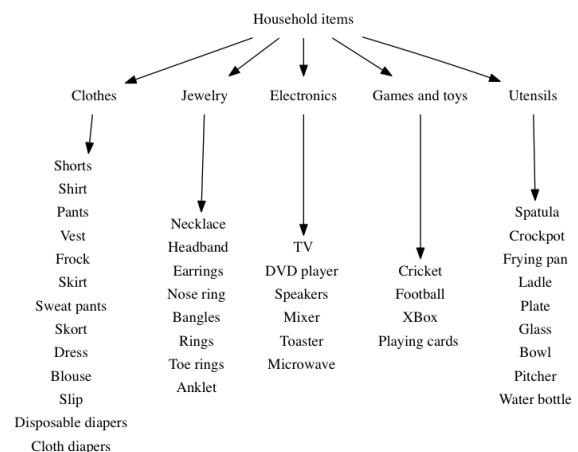 Household items
Clothes
Jewelry
Electronics
Games and toys
Utensils
Shorts
Shirt
Pants
Vest
Frock
Skirt
Sweat pants
Skort
Dress
Blouse
Slip
Disposable diapers
Cloth diapers
Necklace
Headband
Earrings
Nose ring
Bangles
Rings
Toe rings
Anklet
TV
DVD player
Speakers
Mixer
Toaster
Microwave
Cricket
Football
XBox
Playing cards
Spatula
Crockpot
Frying pan
Ladle
Plate
Glass
Bowl
Pitcher
Water bottle